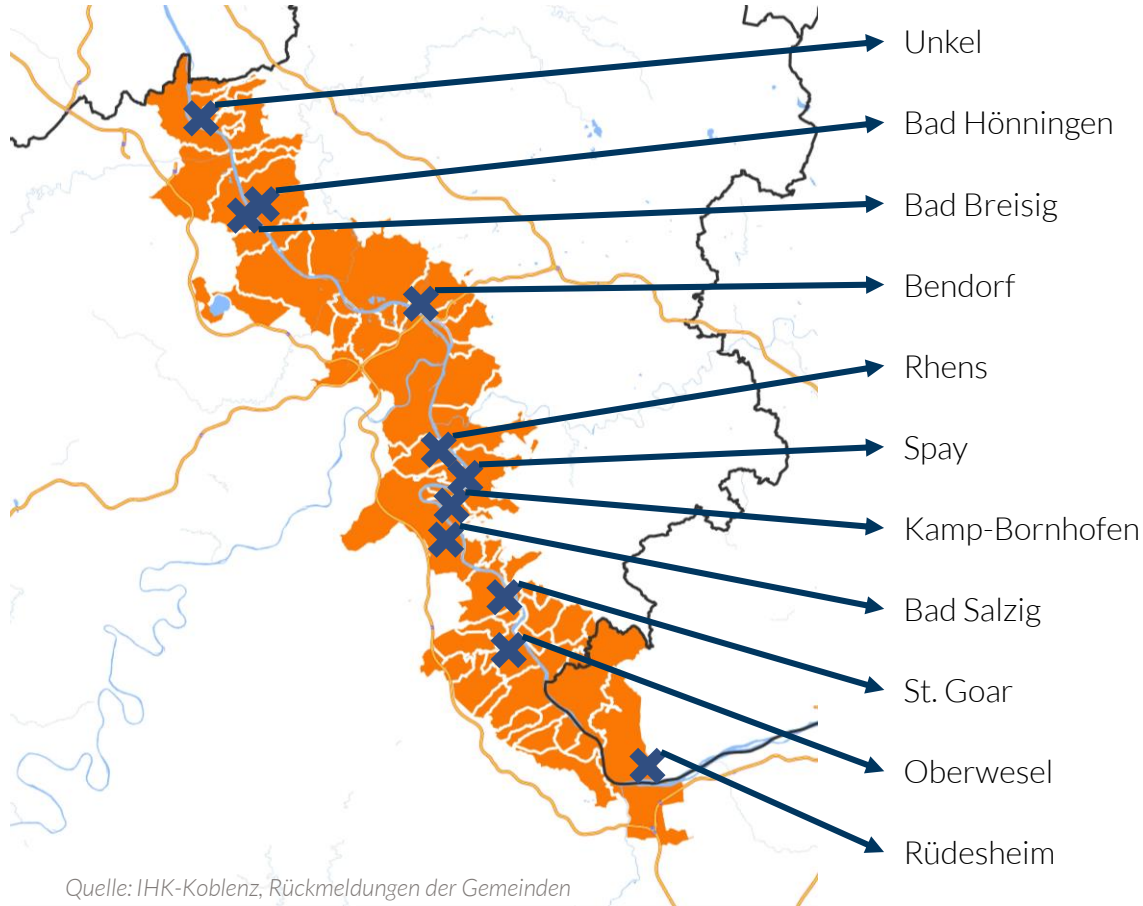 Unkel
Bad Hönningen
Bad Breisig
Bendorf
Rhens
Spay
Kamp-Bornhofen
Bad Salzig
St. Goar
Oberwesel
Rüdesheim
Quelle: IHK-Koblenz, Rückmeldungen der Gemeinden